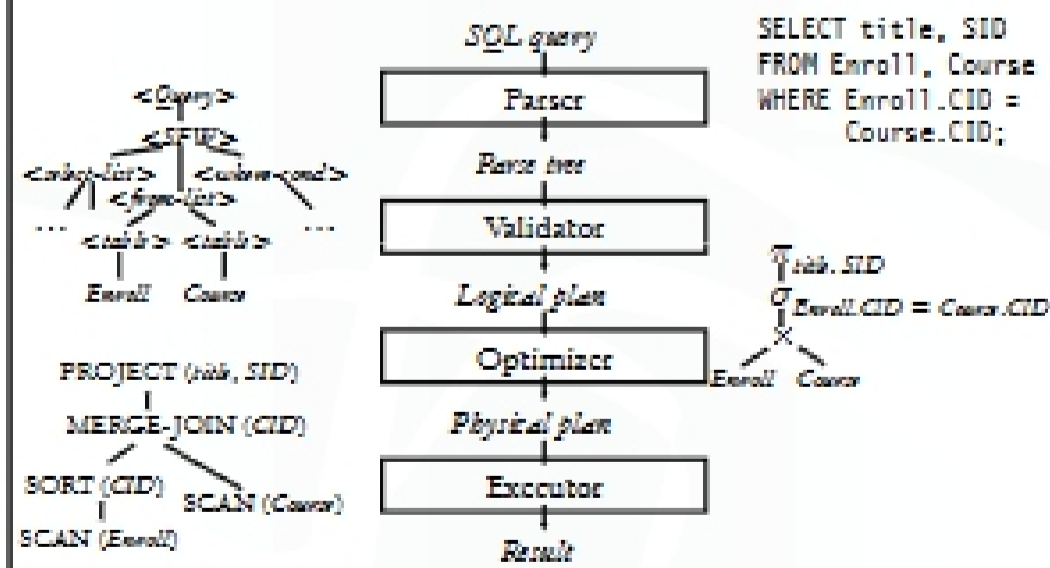 SQL query
Parser
Parse tree
Validator
Logical plan
Optimizer
Physical plan
Executor
Result
SELECT title, SID
FROM Enroll, Course
WHERE Enroll.CID =
Course.CID;
<Query>
<SFW>
<select-list> <where-cond>
<from-list>
... <table> <table> ...
Enroll Course
π title, SID
σ Enroll.CID = Course.CID
×
Enroll Course
PROJECT (title, SID)
MERGE-JOIN (CID)
SORT (CID)
SCAN (Course)
SCAN (Enroll)